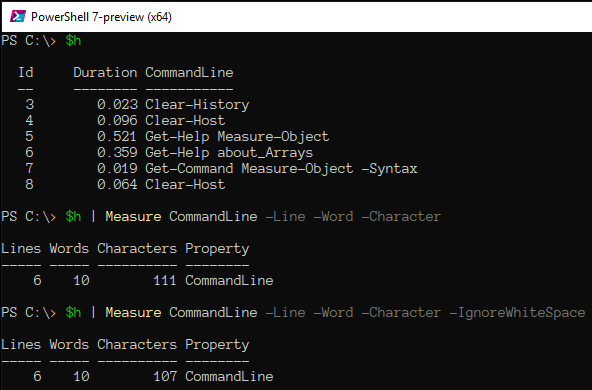 PowerShell 7-preview (x64)
PS C:\> $h
Id Duration CommandLine
-- -------- -----------
3 0.023 Clear-History
4 0.096 Clear-Host
5 0.521 Get-Help Measure-Object
6 0.359 Get-Help about_Arrays
7 0.019 Get-Command Measure-Object -Syntax
8 0.064 Clear-Host
PS C:\> $h | Measure CommandLine -Line -Word -Character
Lines Words Characters Property
----- ----- ---------- --------
6 10 111 CommandLine
PS C:\> $h | Measure CommandLine -Line -Word -Character -IgnoreWhiteSpace
Lines Words Characters Property
----- ----- ---------- --------
6 10 107 CommandLine